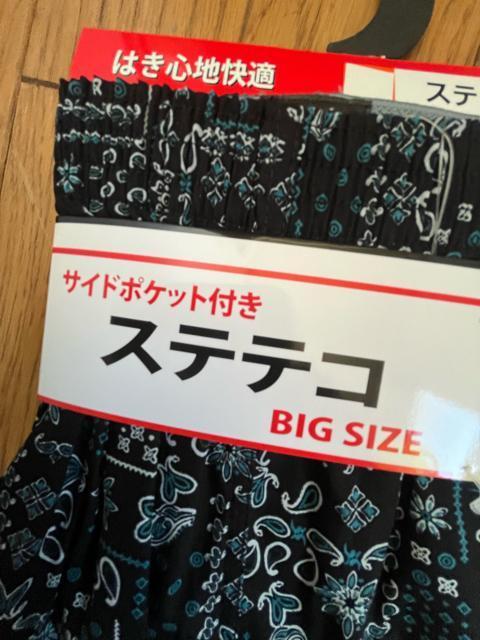 はき心地快適
ステ
サイドポケット付き
ステテコ
BIG SIZE